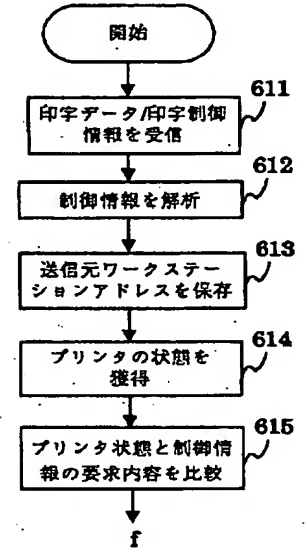 開始
611
印字データ/印字制御
情報を受信
612
制御情報を解析
613
送信元ワークステー
ションアドレスを保存
614
プリンタの状態を
獲得
615
プリンタ状態と制御情
報の要求内容を比較
f